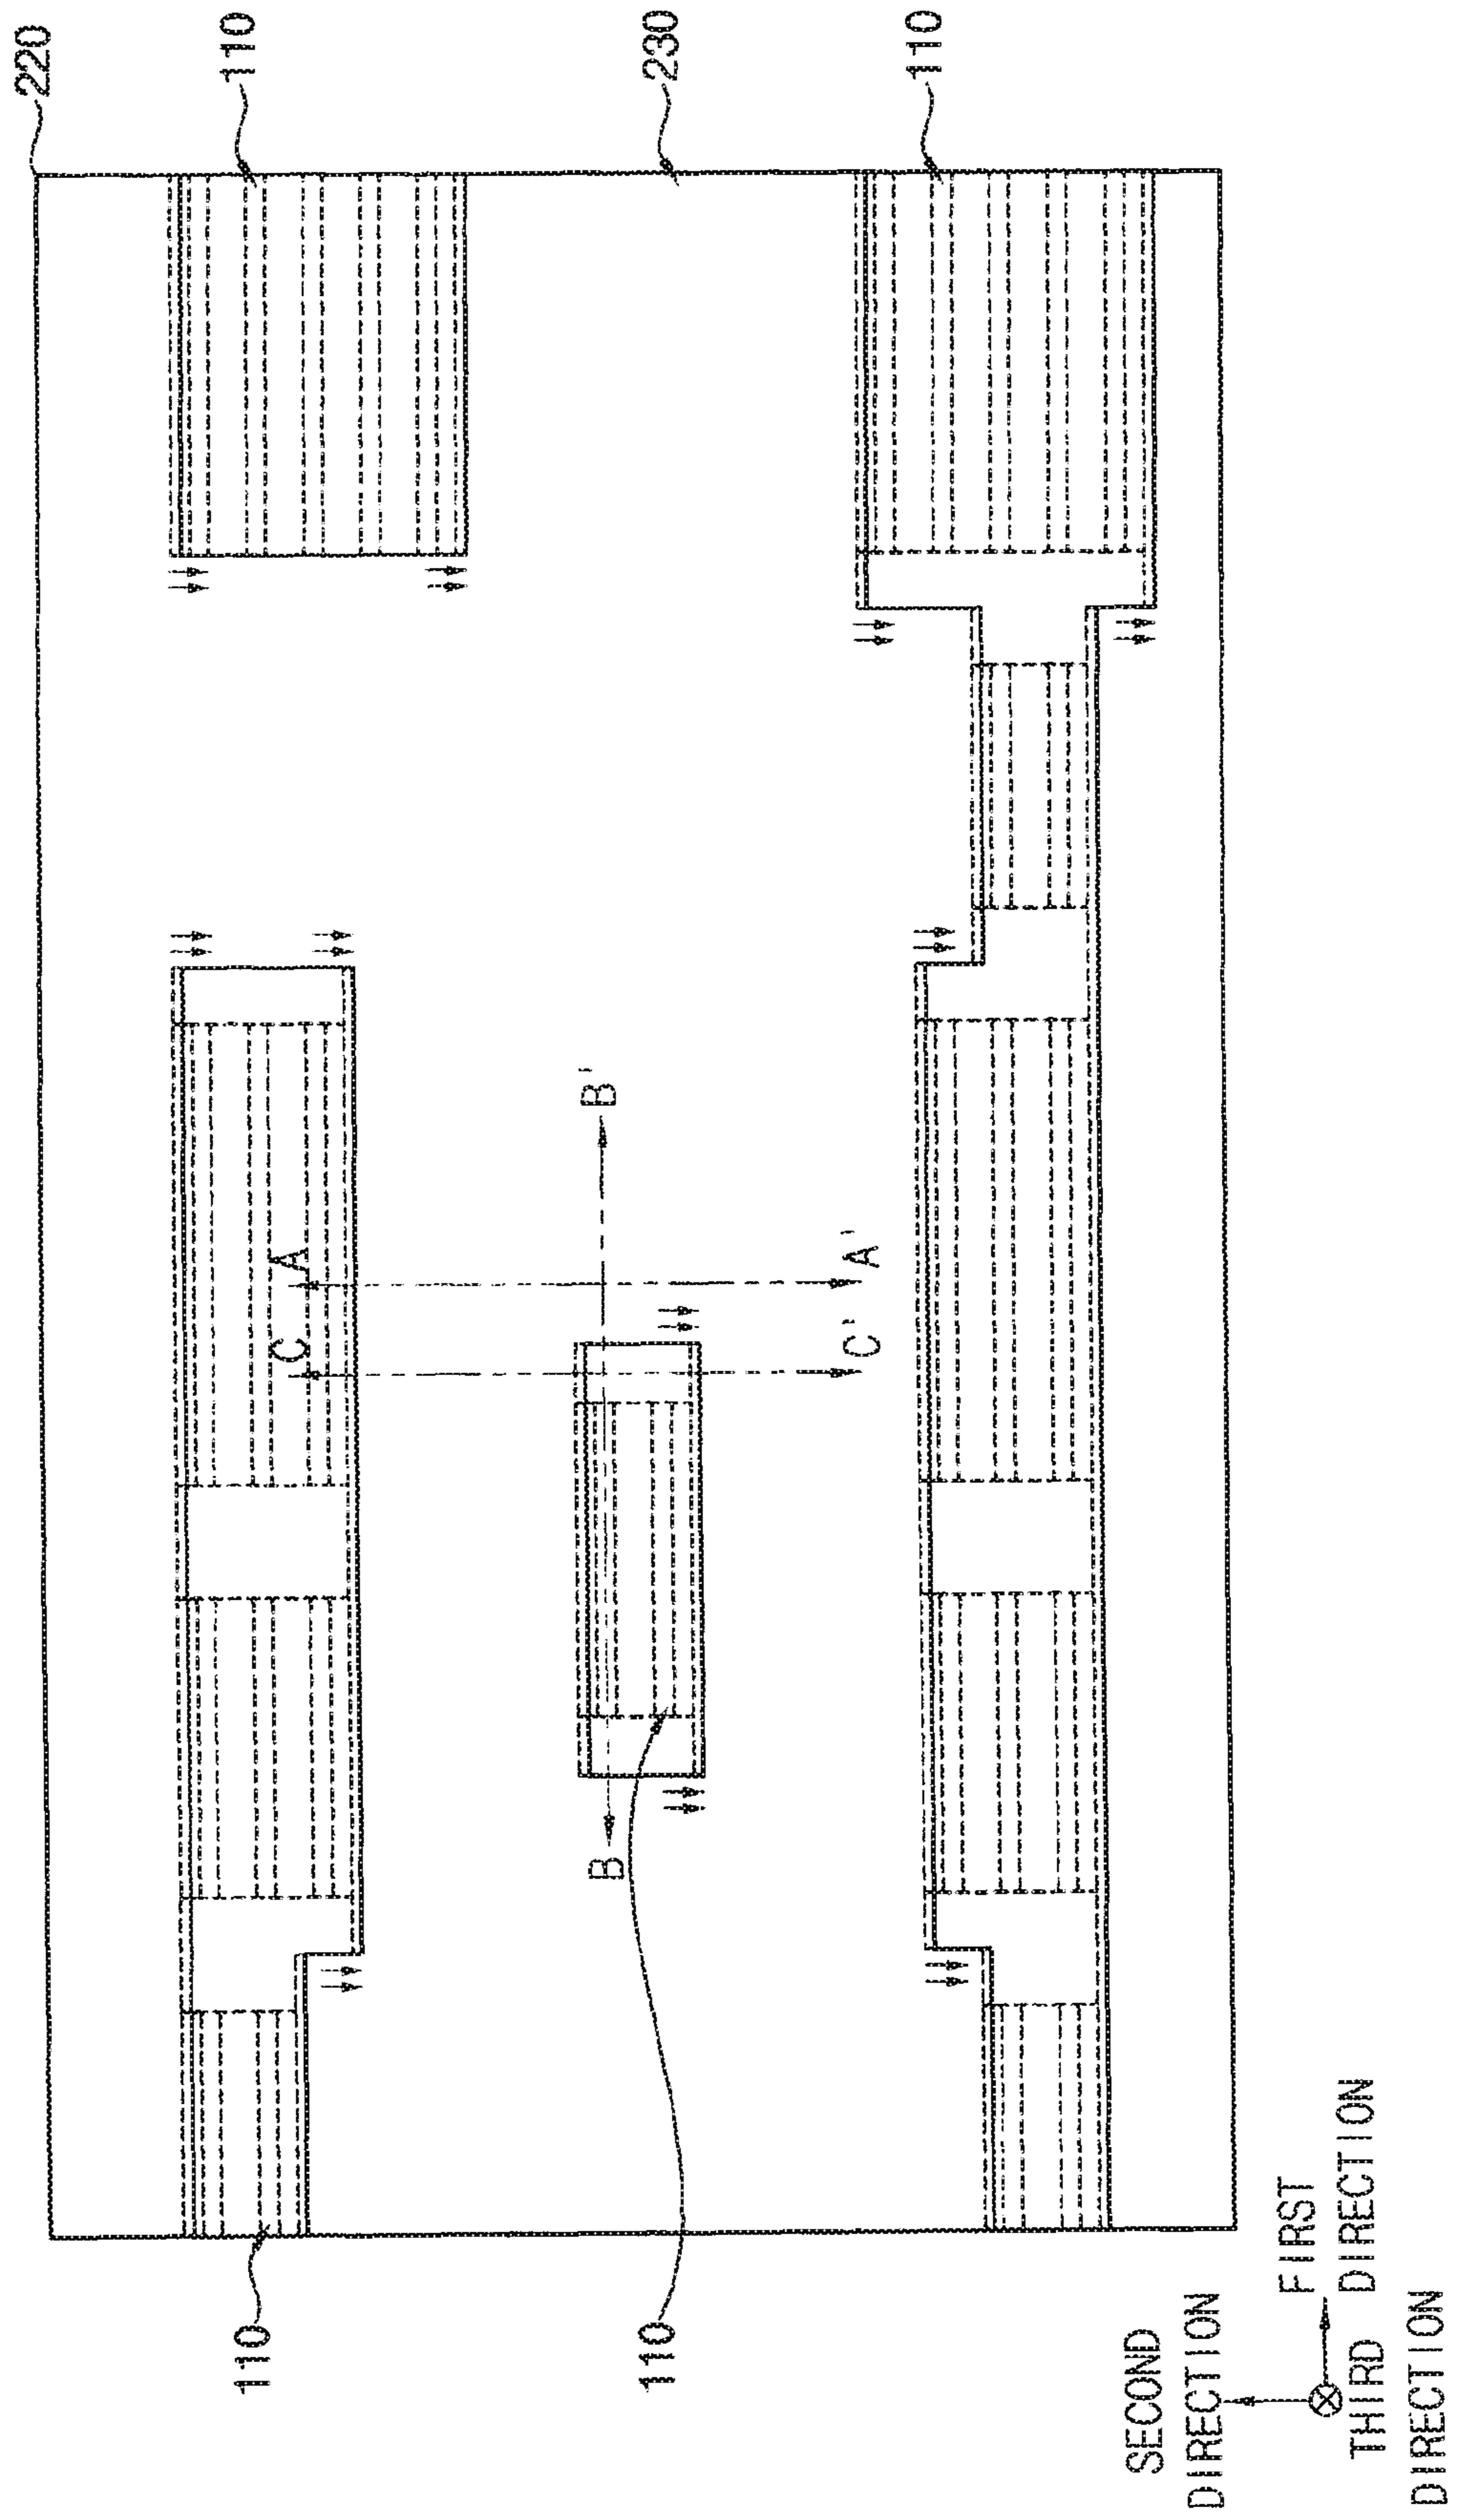 220
110
230
110
B'
A
A'
C
C'
B
110
110
SECOND
DIRECTION
FIRST
DIRECTION
THIRD
DIRECTION